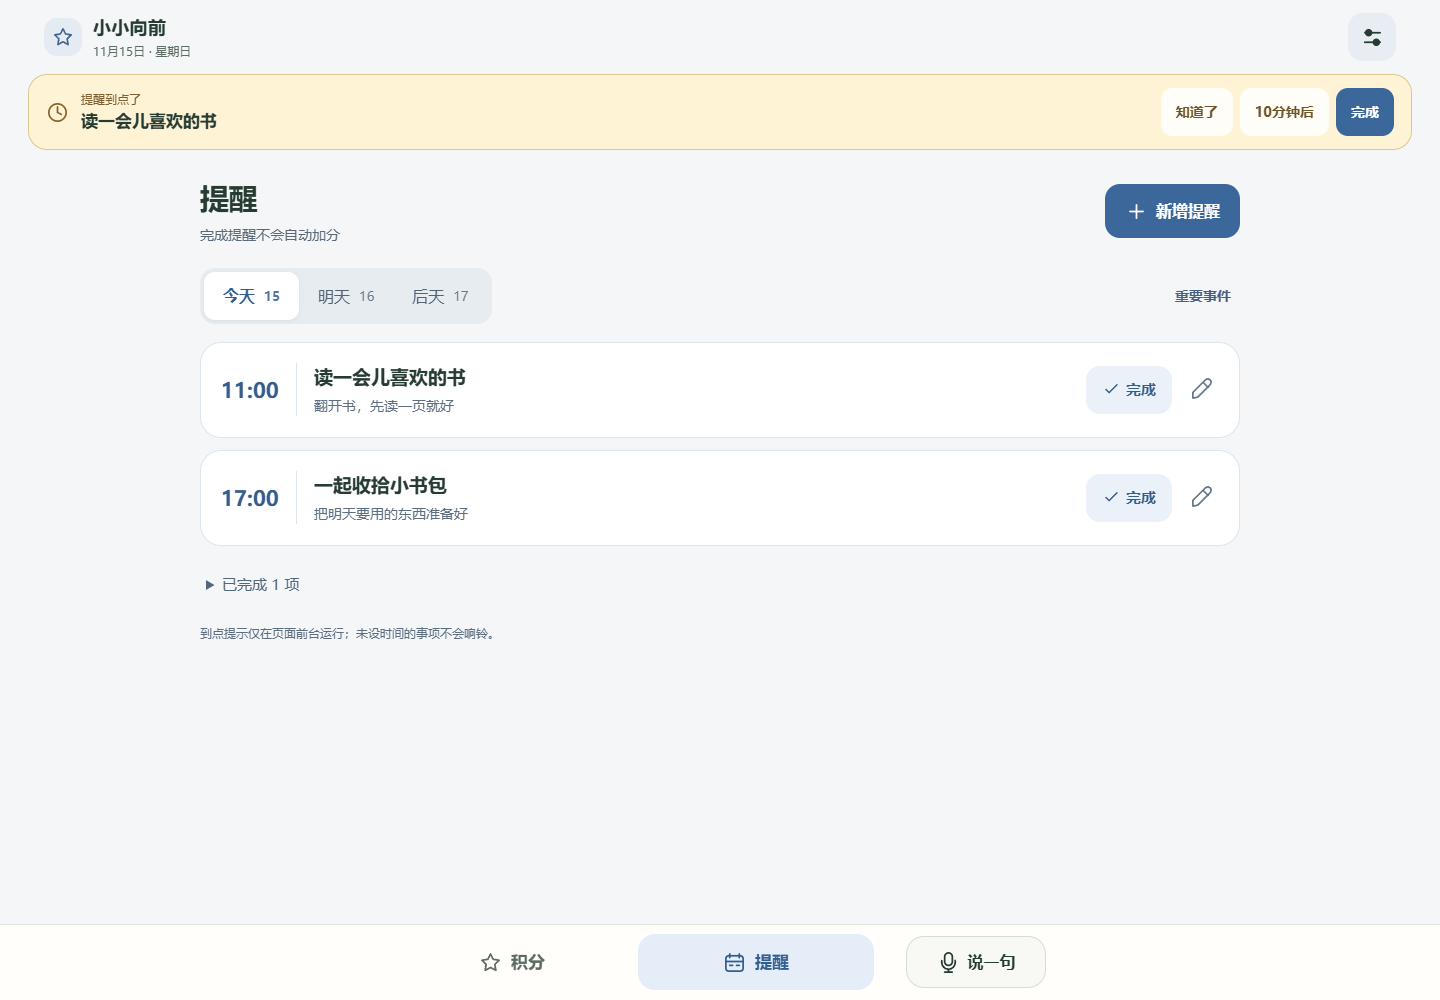 小小向前
11月15日 · 星期日
提醒到点了
读一会儿喜欢的书
知道了
10分钟后
完成
提醒
完成提醒不会自动加分
新增提醒
今天 15
明天 16
后天 17
重要事件
11:00
读一会儿喜欢的书
翻开书，先读一页就好
完成
17:00
一起收拾小书包
把明天要用的东西准备好
完成
已完成 1 项
到点提示仅在页面前台运行；未设时间的事项不会响铃。
积分
提醒
说一句